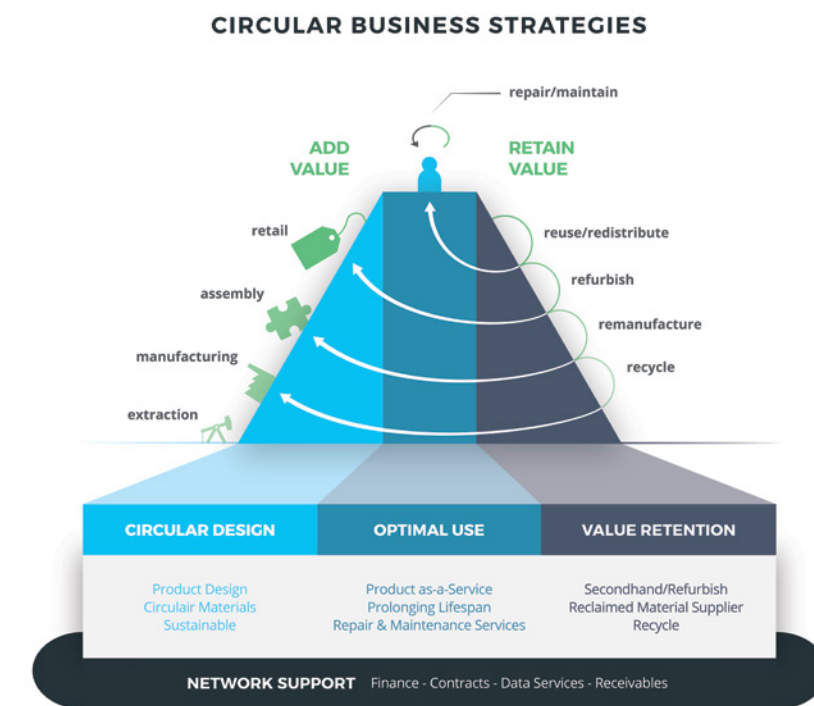 CIRCULAR BUSINESS STRATEGIES
repair/maintain
ADD
VALUE
RETAIN
VALUE
retail
reuse/redistribute
refurbish
assembly
remanufacture
manufacturing
recycle
extraction
CIRCULAR DESIGN
OPTIMAL USE
VALUE RETENTION
Product Design
Circulair Materials
Sustainable
Product as-a-Service
Prolonging Lifespan
Repair & Maintenance Services
Secondhand/Refurbish
Reclaimed Material Supplier
Recycle
NETWORK SUPPORT Finance - Contracts - Data Services - Receivables